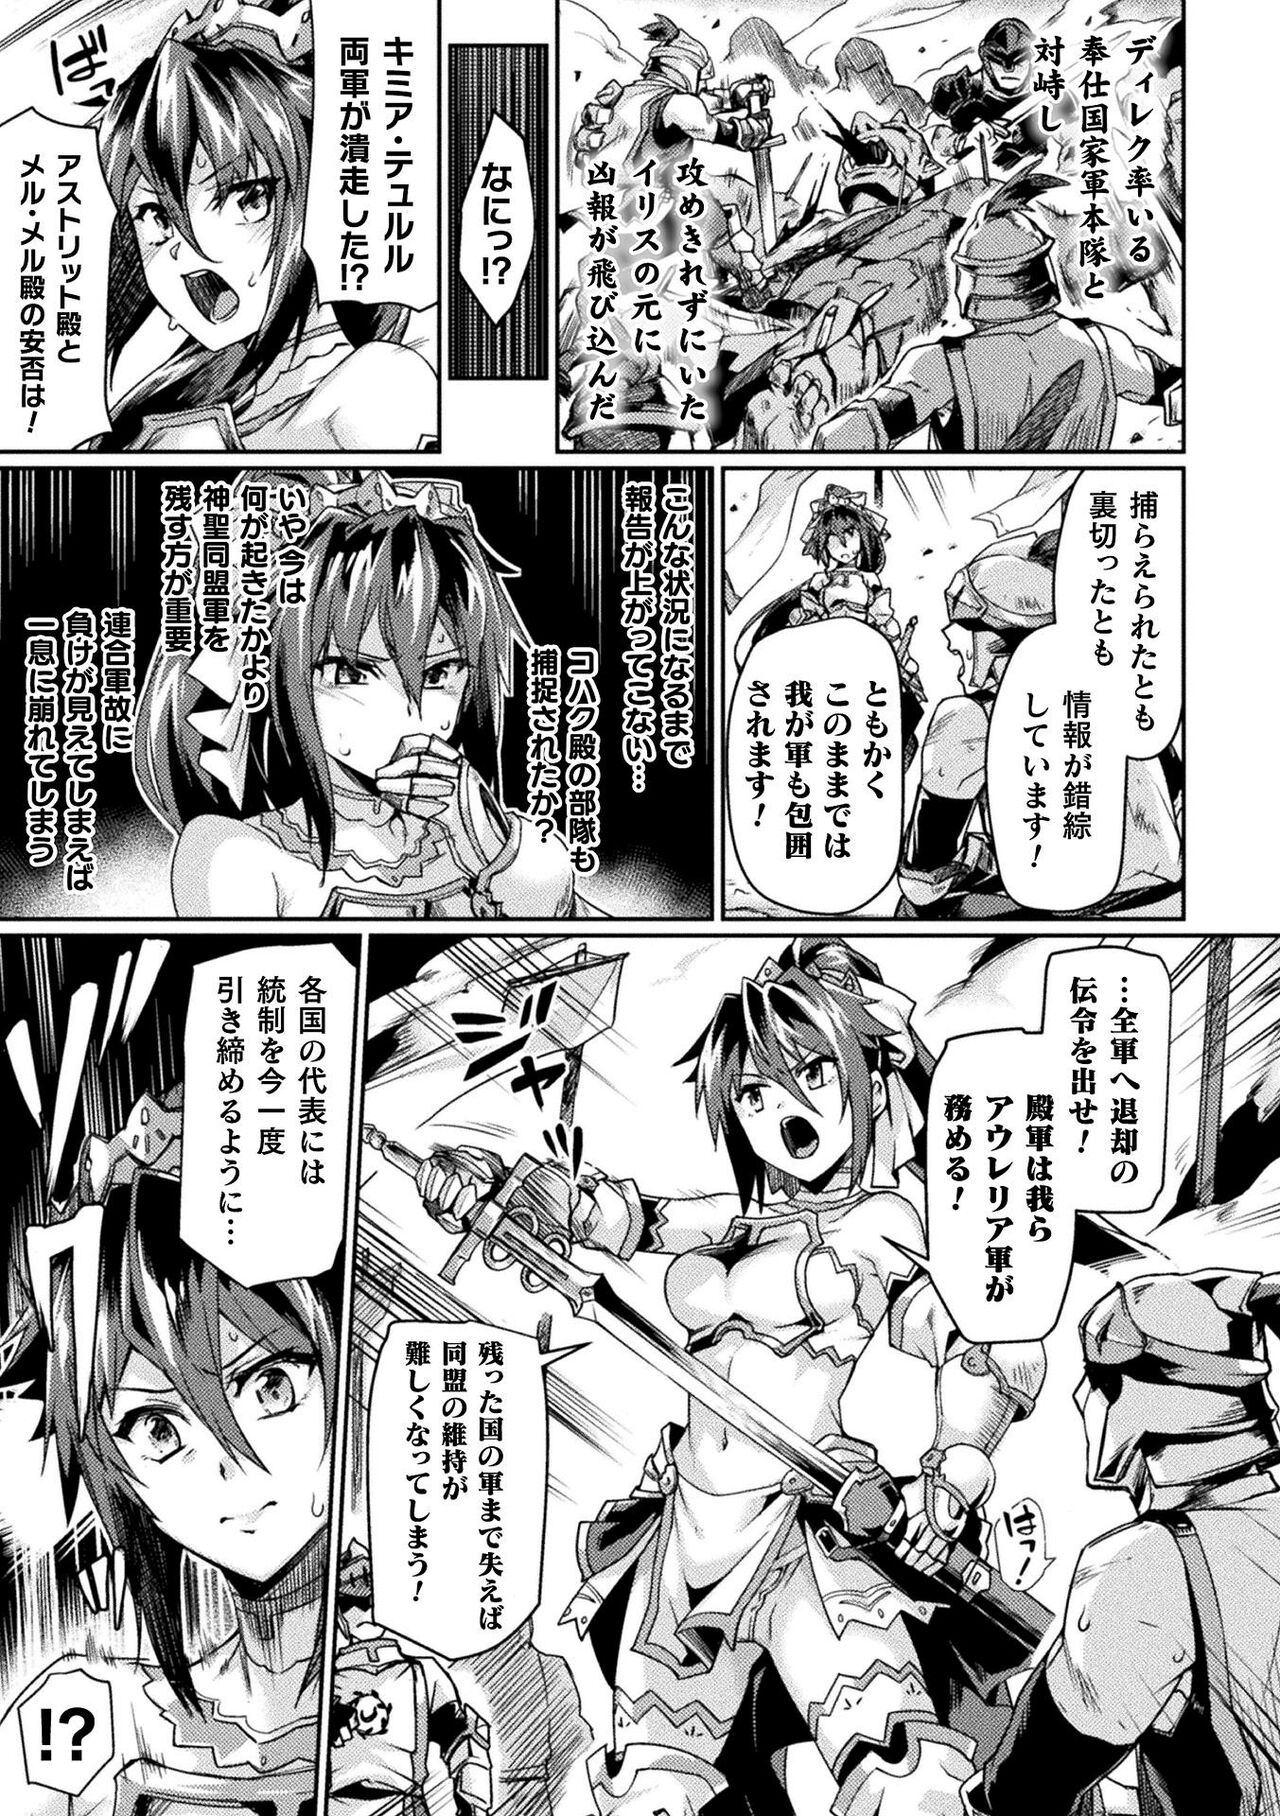 ディレク率いる
奉仕国家軍本隊と
対峙し
攻めきれずにいた
イリスの元に
凶報が飛び込んだ
なにっ!?
キミア・テュルル
両軍が潰走した!?
ばっ
アストリット殿と
メル・メル殿の安否は!
捕らえられたとも
裏切ったとも
情報が錯綜
しています!
ともかく
このままでは
我が軍も包囲
されます!
こんな状況になるまで
報告が上がってこない…
コハク殿の部隊も
捕捉されたか?
いや今は
何が起きたかより
神聖同盟軍を
残す方が重要
連合軍故に
負けが見えてしまえば
一息に崩れてしまう
…全軍へ退却の
伝令を出せ!
殿軍は我ら
アウレリア軍が
務める!
はっ!
残った国の軍まで失えば
同盟の維持が
難しくなってしまう!
各国の代表には
統制を今一度
引き締めるように…
!?